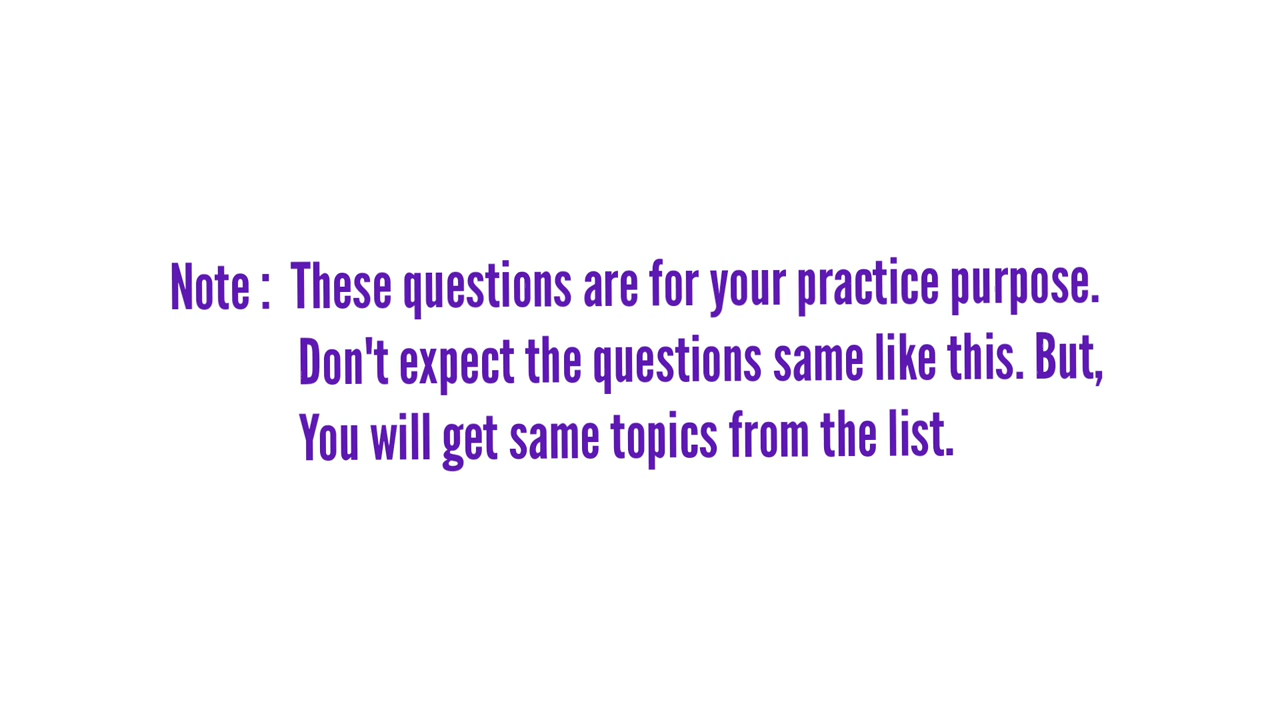 Note : These questions are for your practice purpose.
Don't expect the questions same like this. But,
You will get same topics from the list.